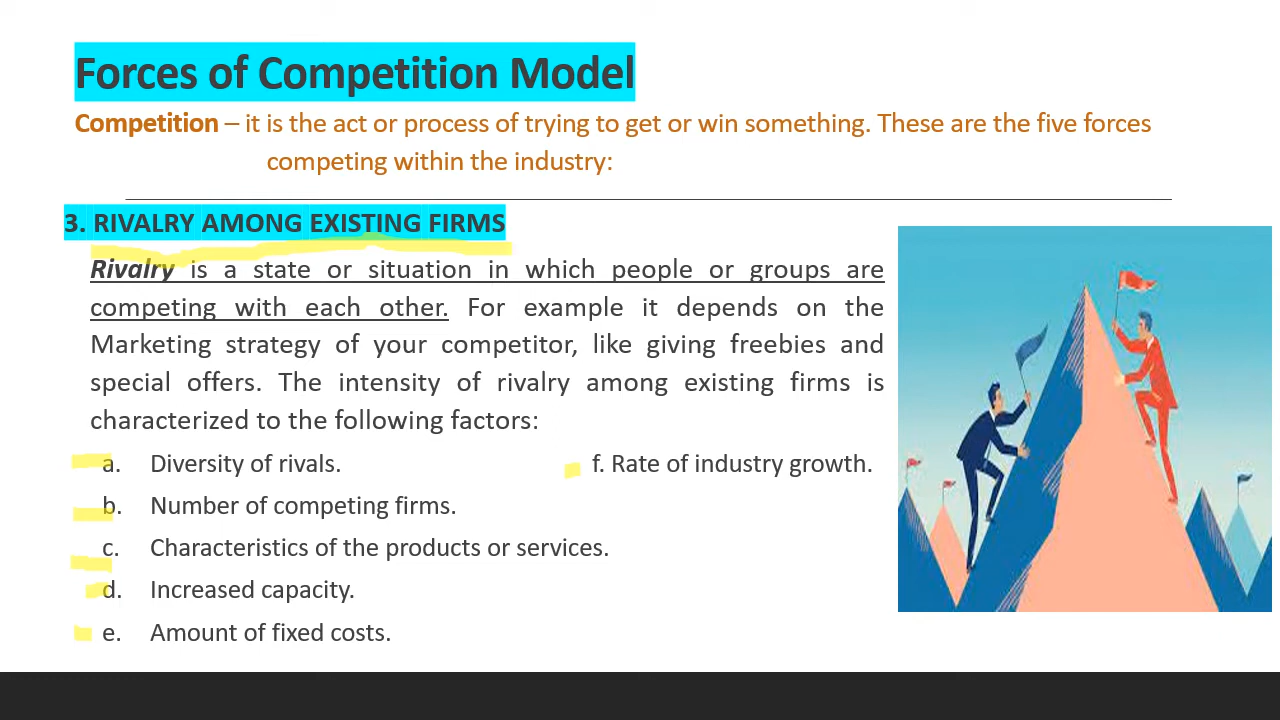 Forces of Competition Model
Competition – it is the act or process of trying to get or win something. These are the five forces
competing within the industry:
3. RIVALRY AMONG EXISTING FIRMS
Rivalry is a state or situation in which people or groups are
competing with each other. For example it depends on the
Marketing strategy of your competitor, like giving freebies and
special offers. The intensity of rivalry among existing firms is
characterized to the following factors:
a. Diversity of rivals.
b. Number of competing firms.
c. Characteristics of the products or services.
d. Increased capacity.
e. Amount of fixed costs.
f. Rate of industry growth.